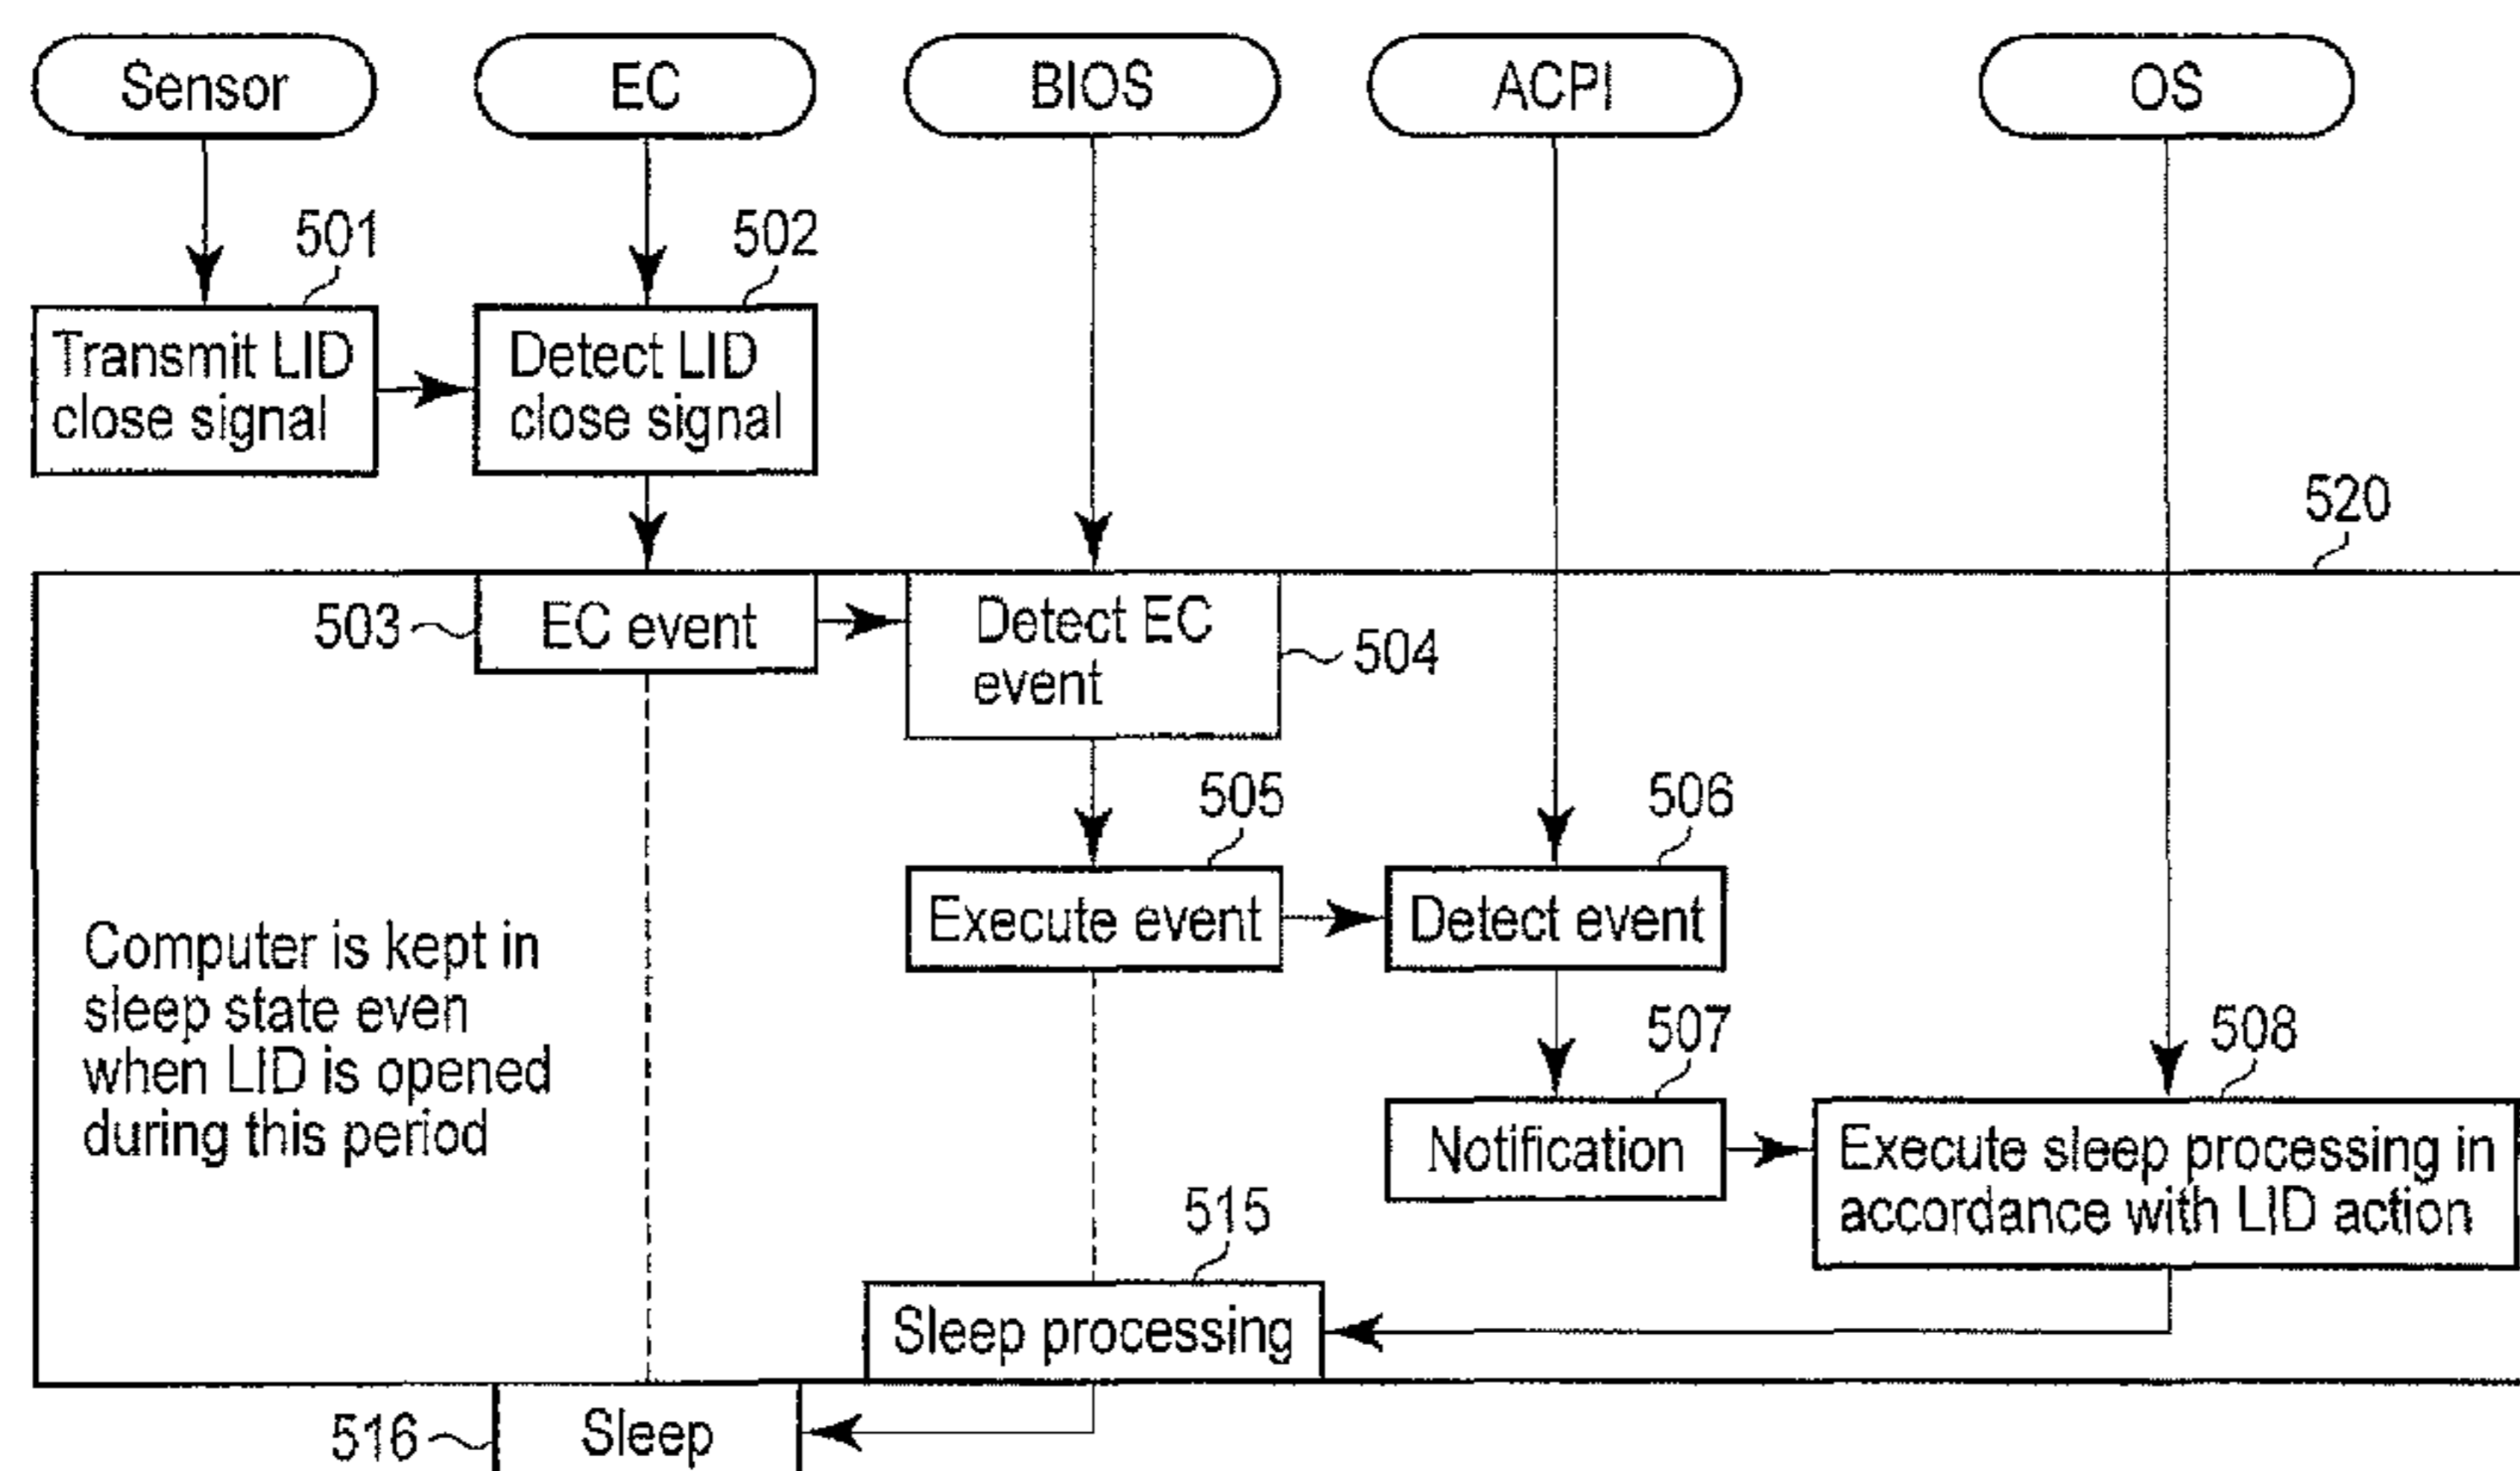 Sensor
EC
BIOS
ACPI
OS
501
502
Transmit LID
close signal
Detect LID
close signal
520
503
EC event
Detect EC
event
504
505
506
Execute event
Detect event
Computer is kept in
sleep state even
when LID is opened
during this period
507
508
Notification
Execute sleep processing in
accordance with LID action
515
Sleep processing
516
Sleep